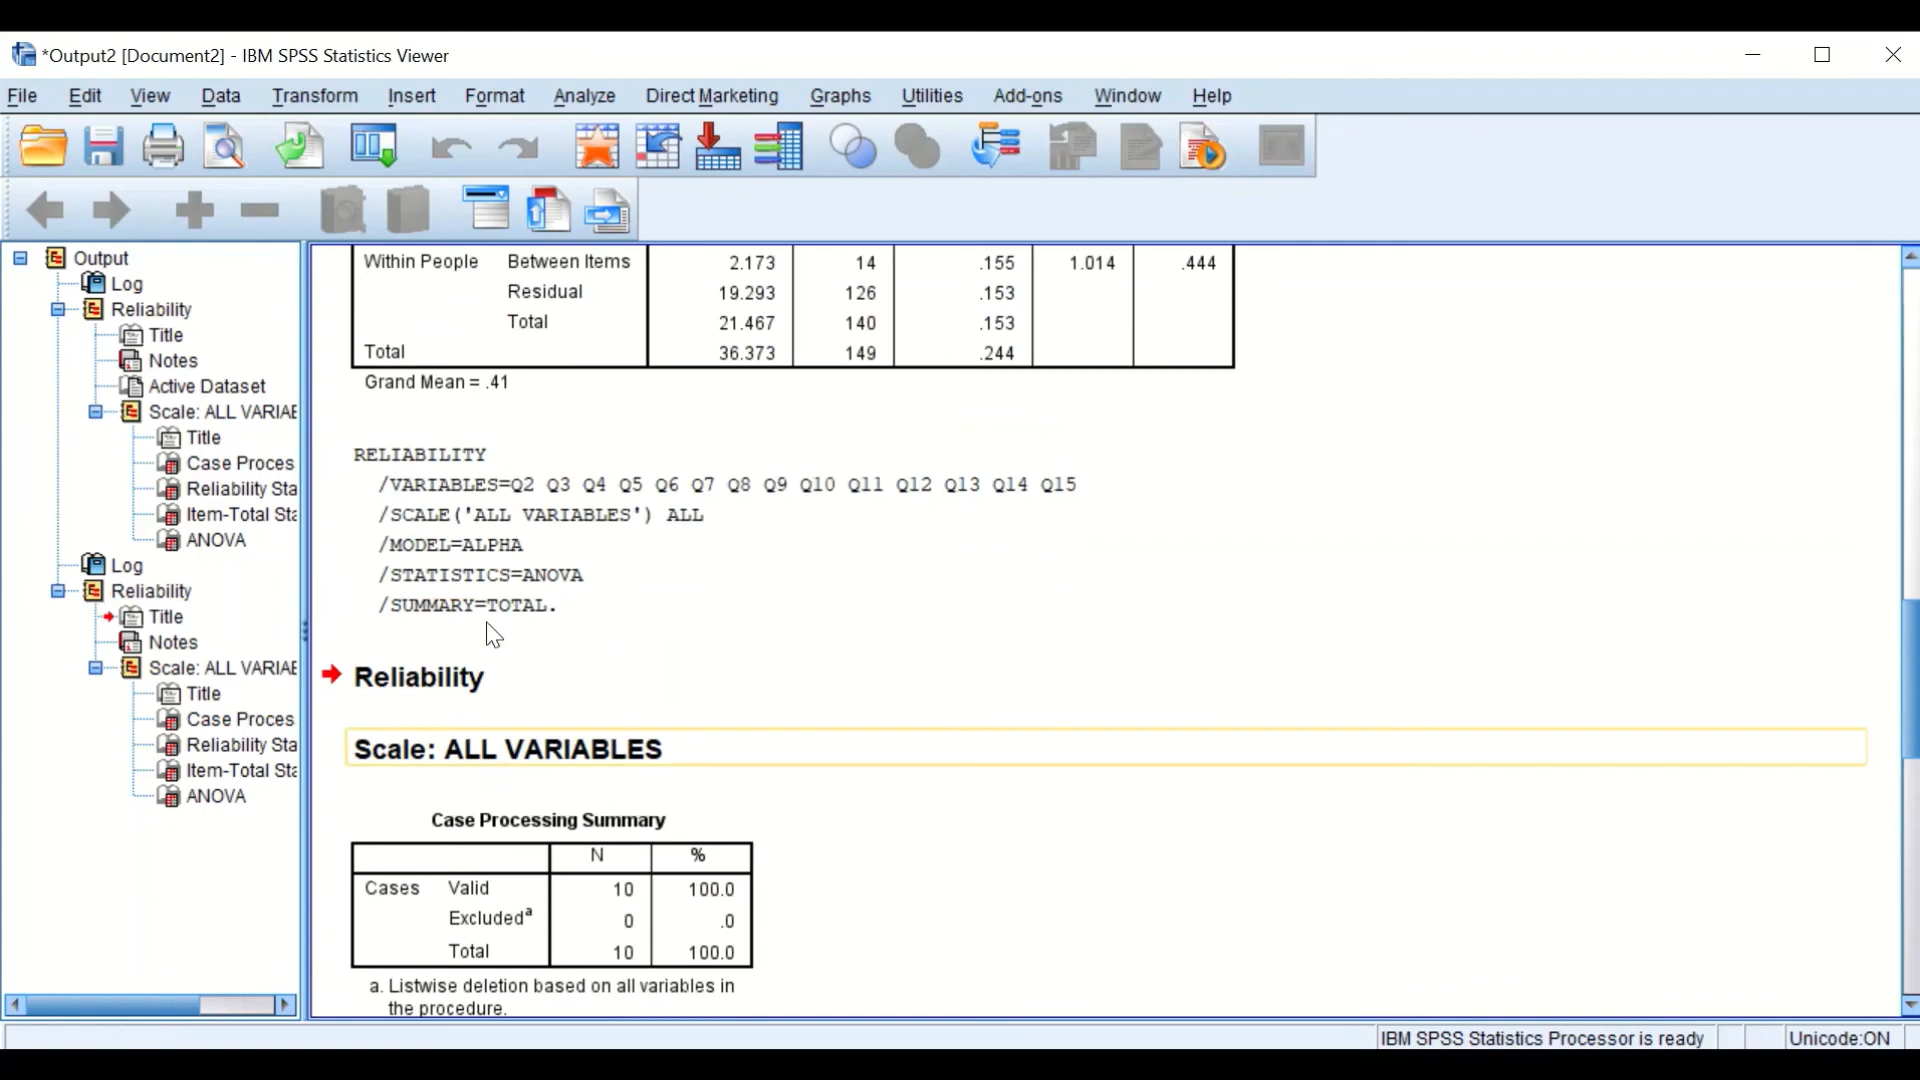 *Output2 [Document2] - IBM SPSS Statistics Viewer
File Edit View Data Transform Insert Format Analyze Direct Marketing Graphs Utilities Add-ons Window Help
Output
Log
Reliability
Title
Notes
Active Dataset
Scale: ALL VARIAE
Title
Case Proces
Reliability Sta
Item-Total Sta
ANOVA
Log
Reliability
Title
Notes
Scale: ALL VARIAE
Title
Case Proces
Reliability Sta
Item-Total Sta
ANOVA
Within People Between Items 2.173 14 .155 1.014 .444
Residual 19.293 126 .153
Total 21.467 140 .153
Total 36.373 149 .244
Grand Mean = .41
RELIABILITY
/VARIABLES=Q2 Q3 Q4 Q5 Q6 Q7 Q8 Q9 Q10 Q11 Q12 Q13 Q14 Q15
/SCALE('ALL VARIABLES') ALL
/MODEL=ALPHA
/STATISTICS=ANOVA
/SUMMARY=TOTAL.
Reliability
Scale: ALL VARIABLES
Case Processing Summary
N %
Cases Valid 10 100.0
Excludedª 0 .0
Total 10 100.0
a. Listwise deletion based on all variables in
the procedure.
IBM SPSS Statistics Processor is ready Unicode:ON